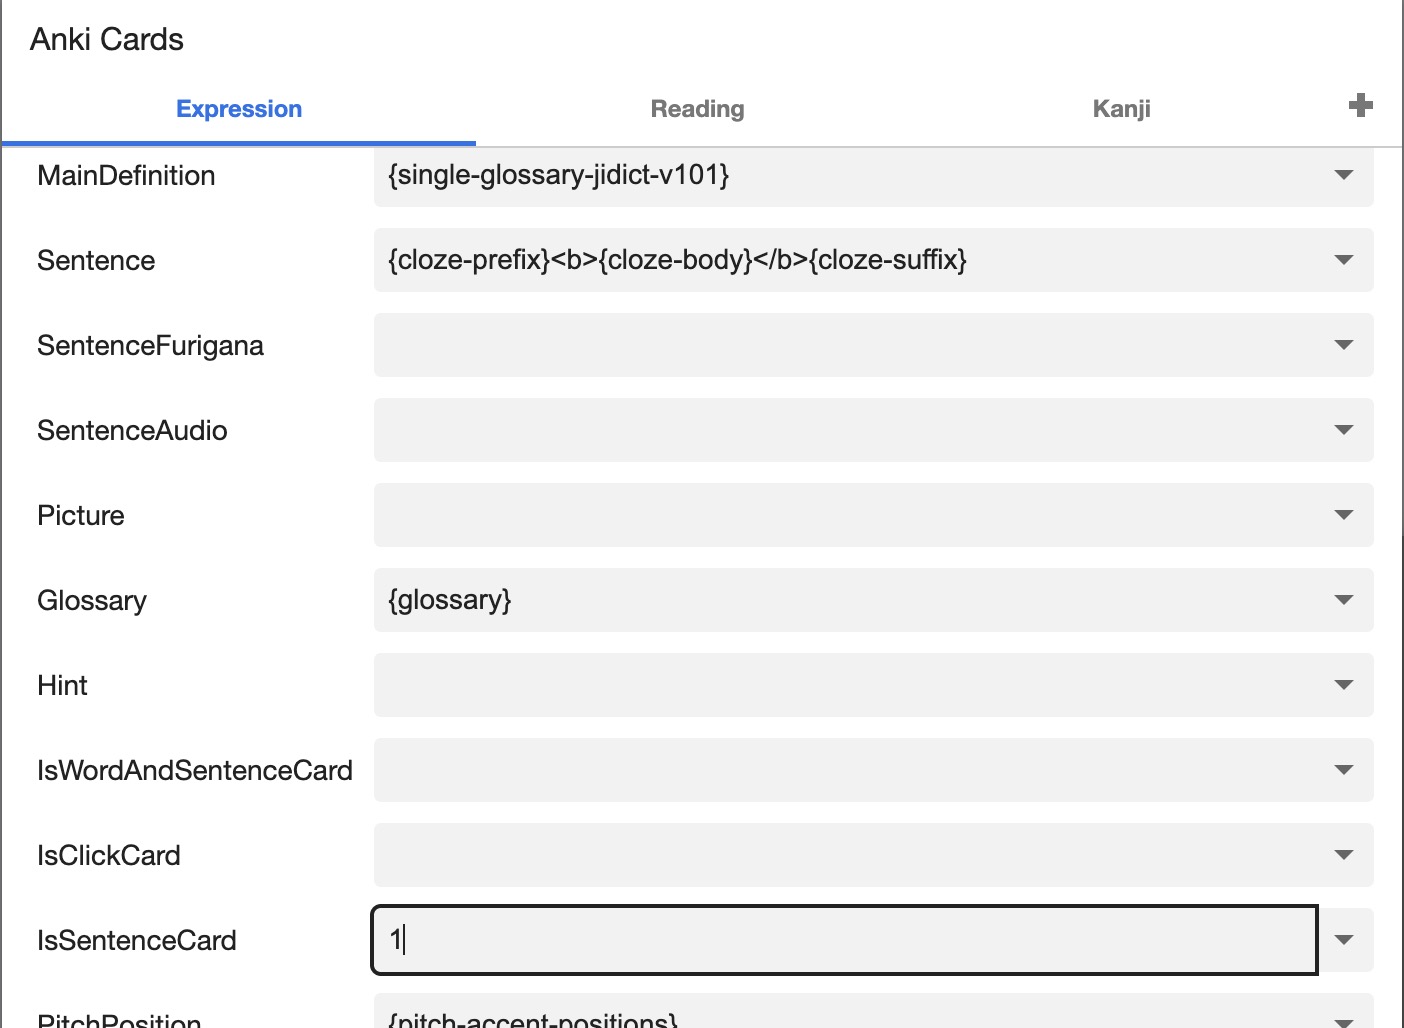 Anki Cards
Expression Reading Kanji
MainDefinition {single-glossary-jidict-v101}
Sentence {cloze-prefix}<b>{cloze-body}</b>{cloze-suffix}
SentenceFurigana
SentenceAudio
Picture
Glossary {glossary}
Hint
IsWordAndSentenceCard
IsClickCard
IsSentenceCard 1
PitchPosition {pitch-accent-positions}